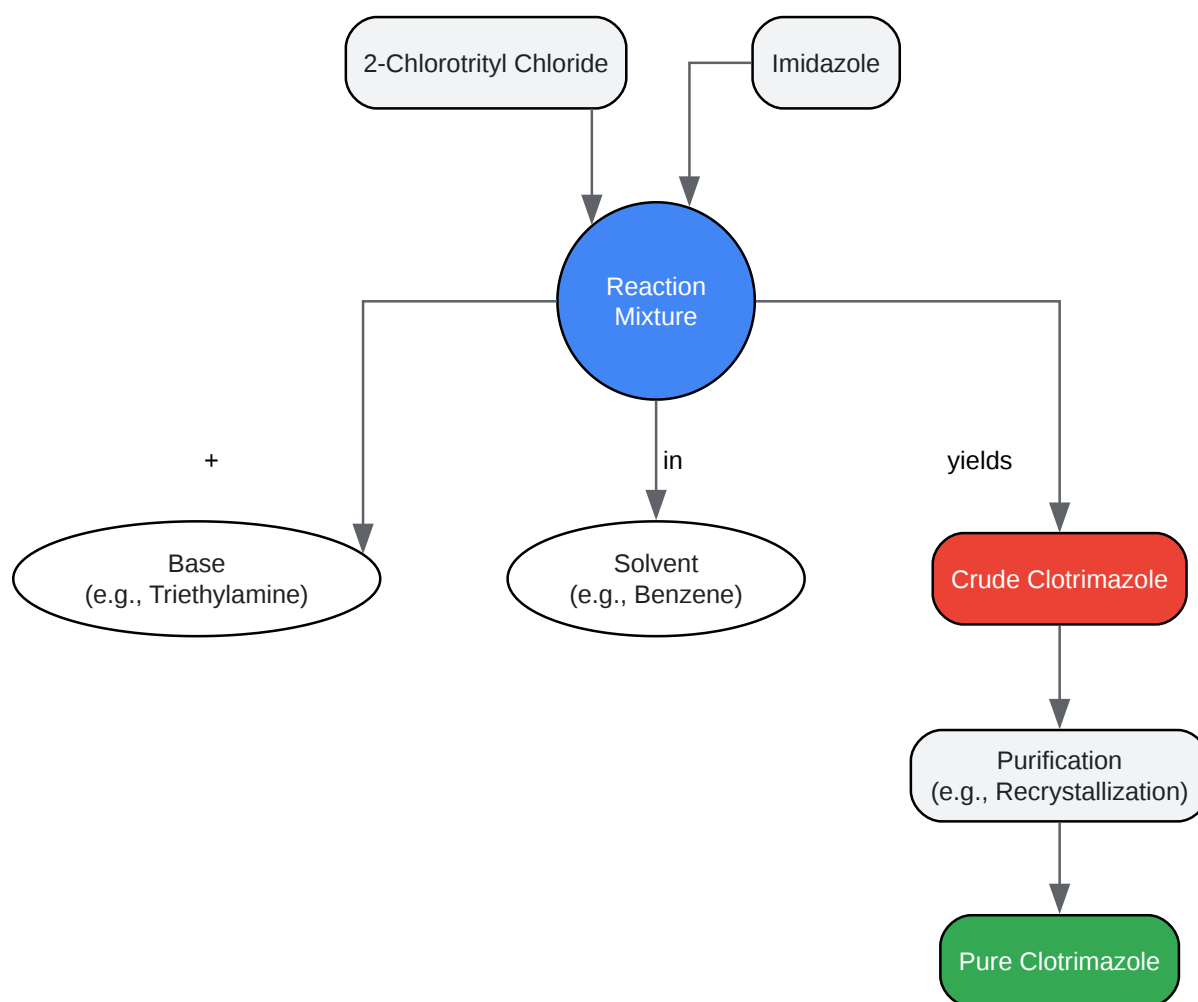 2-Chlorotrityl Chloride
Imidazole
Reaction
Mixture
+
in
yields
Base
(e.g., Triethylamine)
Solvent
(e.g., Benzene)
Crude Clotrimazole
Purification
(e.g., Recrystallization)
Pure Clotrimazole